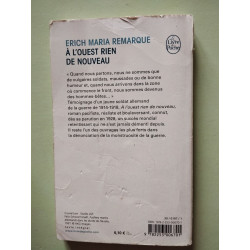 Le Livre
de Poche
ERICH MARIA REMARQUE
À L'OUEST RIEN
DE NOUVEAU
« Quand nous partons, nous ne sommes que
de vulgaires soldats, maussades ou de bonne
humeur et, quand nous arrivons dans la zone
où commence le front, nous sommes devenus
des hommes-bêtes... »
Témoignage d'un jeune soldat allemand
de la guerre de 1914-1918, À l'ouest rien de nouveau,
roman pacifiste, réaliste et bouleversant, connut,
dès sa parution en 1928, un succès mondial
retentissant qui ne s'est jamais démenti depuis.
Il reste l'un des ouvrages les plus forts dans
la dénonciation de la monstruosité de la guerre.